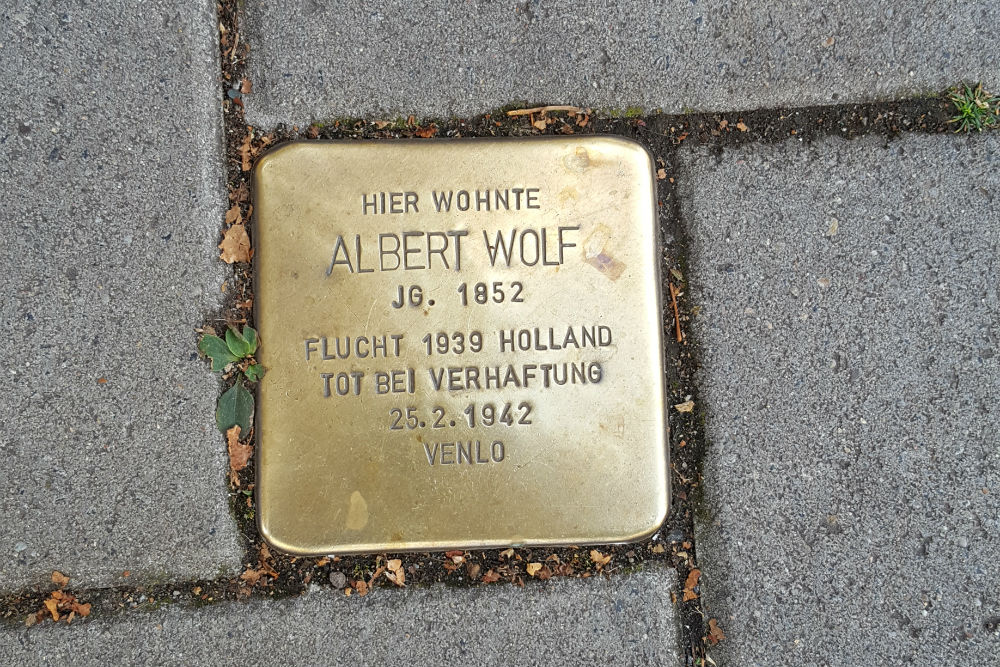 HIER WOHNTE
ALBERT WOLF
JG. 1852
FLUCHT 1939 HOLLAND
TOT BEI VERHAFTUNG
25.2.1942
VENLO